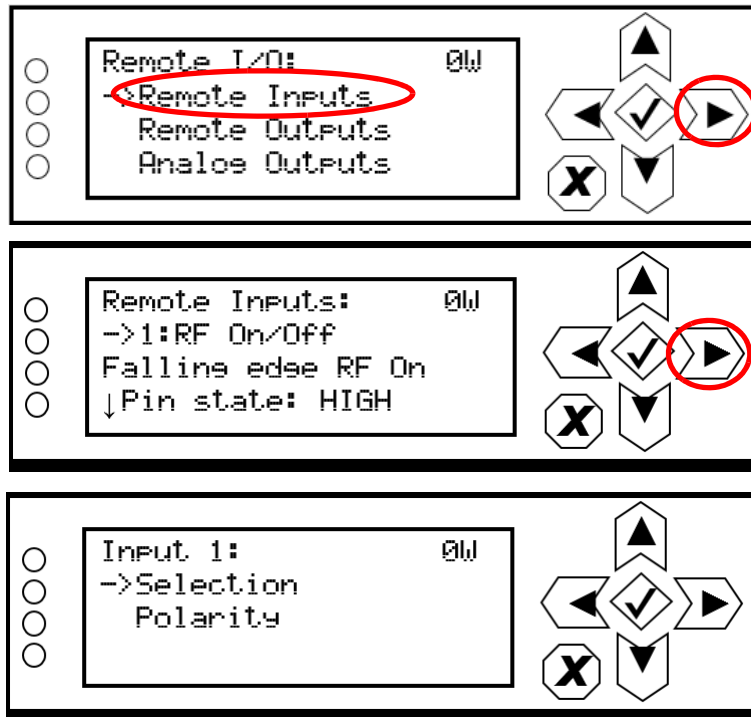 Remote I/O: 0W
->Remote Inputs
Remote Outputs
Analog Outputs
X
Remote Inputs: 0W
->1:RF On/Off
Falling edge RF On
↓Pin state: HIGH
X
Input 1: 0W
->Selection
Polarity
X